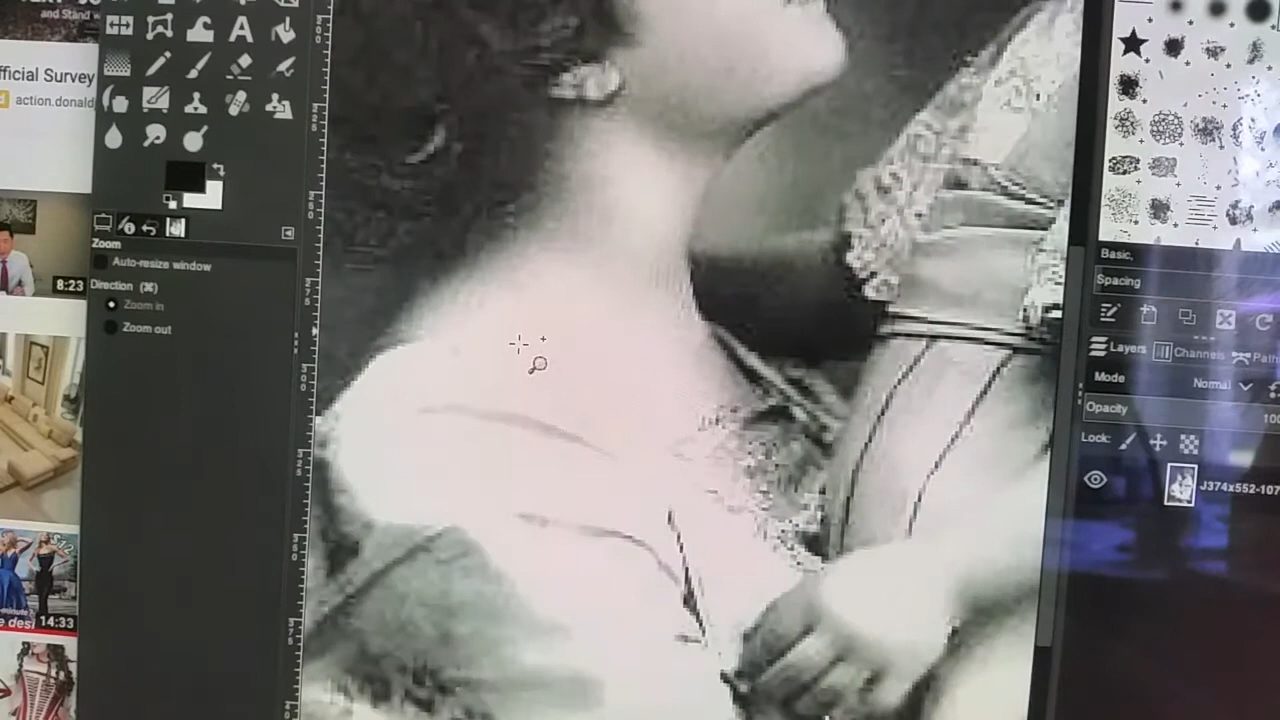 and Stand
fficial Survey
action.donald
8:23
14:33
Zoom
Auto-resize window
Direction (⌘)
Zoom in
Zoom out
Basic,
Spacing
Layers
Channels
Path
Mode
Normal
Opacity
100
Lock:
J374x552-107